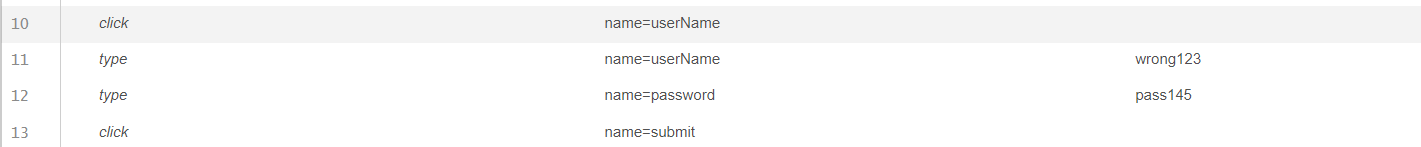 10 click name=userName
11 type name=userName wrong123
12 type name=password pass145
13 click name=submit